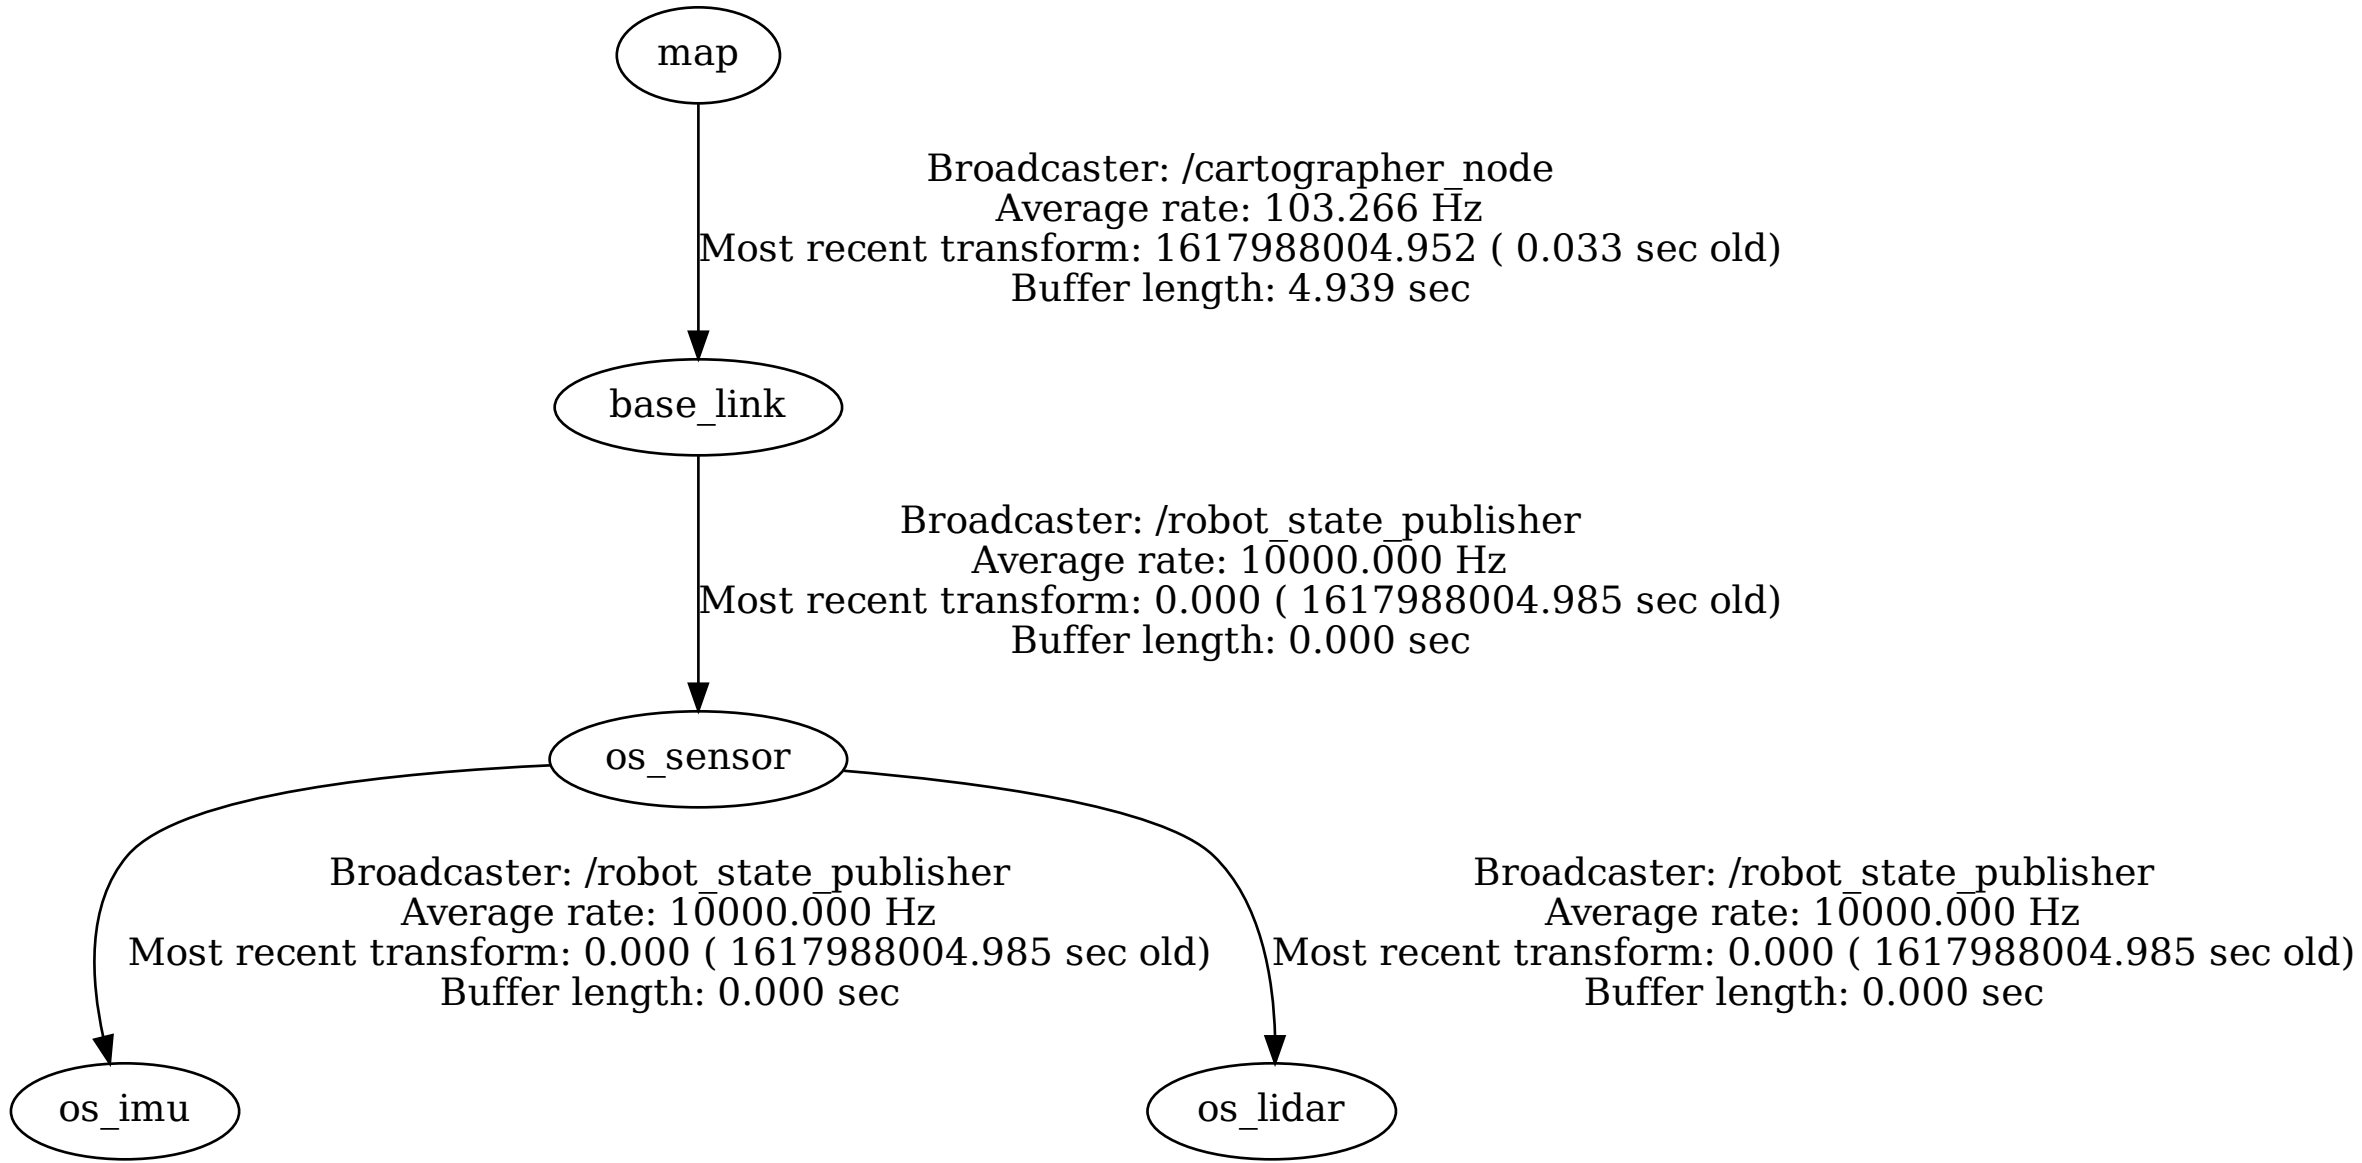 map
Broadcaster: /cartographer_node
Average rate: 103.266 Hz
Most recent transform: 1617988004.952 ( 0.033 sec old)
Buffer length: 4.939 sec
base_link
Broadcaster: /robot_state_publisher
Average rate: 10000.000 Hz
Most recent transform: 0.000 ( 1617988004.985 sec old)
Buffer length: 0.000 sec
os_sensor
Broadcaster: /robot_state_publisher
Average rate: 10000.000 Hz
Most recent transform: 0.000 ( 1617988004.985 sec old)
Buffer length: 0.000 sec
Broadcaster: /robot_state_publisher
Average rate: 10000.000 Hz
Most recent transform: 0.000 ( 1617988004.985 sec old)
Buffer length: 0.000 sec
os_imu
os_lidar